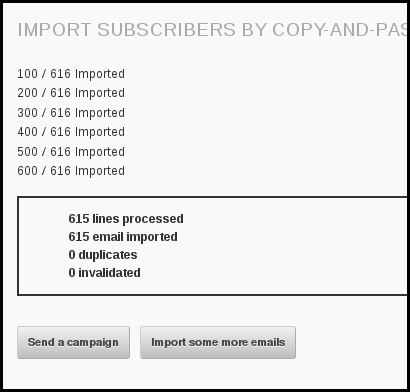 IMPORT SUBSCRIBERS BY COPY-AND-PAS
100 / 616 Imported
200 / 616 Imported
300 / 616 Imported
400 / 616 Imported
500 / 616 Imported
600 / 616 Imported
615 lines processed
615 email imported
0 duplicates
0 invalidated
Send a campaign
Import some more emails